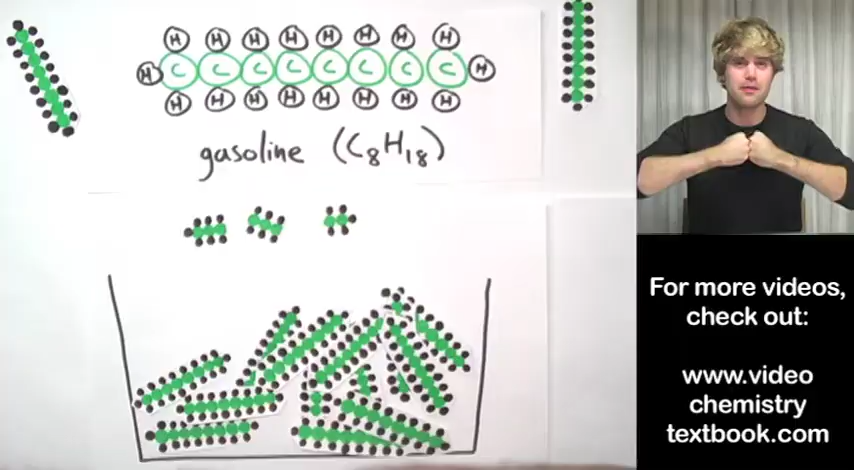 H H H H H H H H
H C C C C C C C C H
H H H H H H H H
gasoline (C₈H₁₈)
For more videos,
check out:
www.video
chemistry
textbook.com